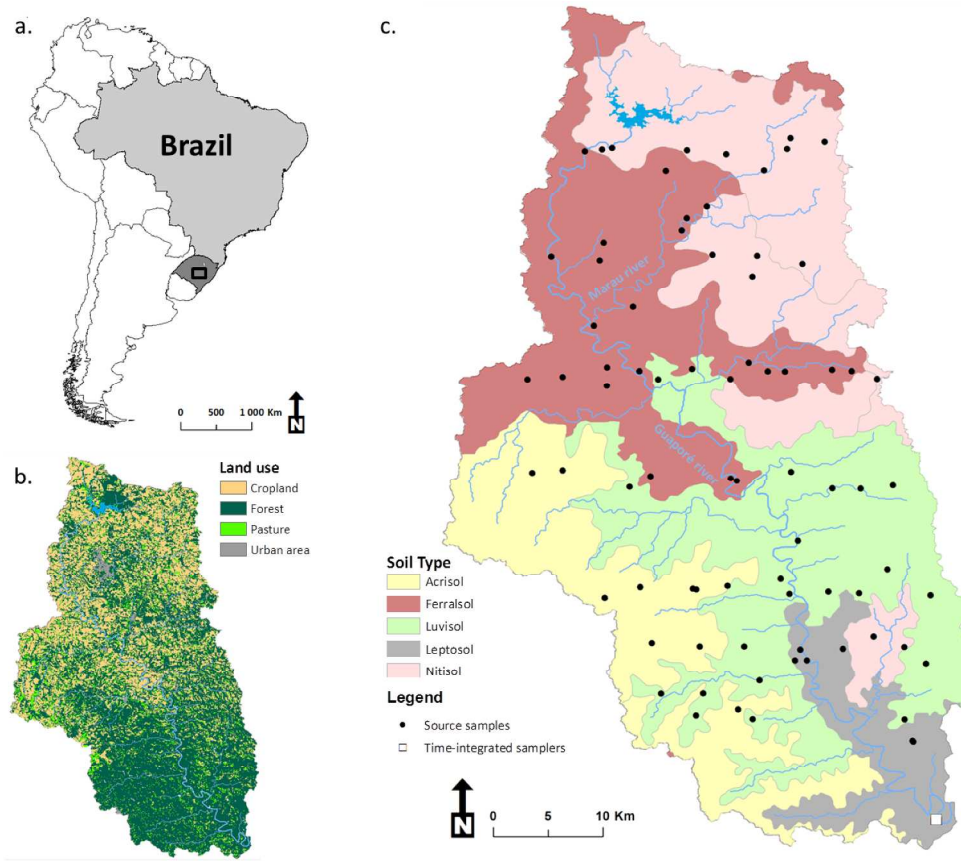 a.
Brazil
N
0 500 1 000 Km
b.
Land use
Cropland
Forest
Pasture
Urban area
c.
Marau river
Guaporé river
Soil Type
Acrisol
Ferralsol
Luvisol
Leptosol
Nitisol
Legend
Source samples
Time-integrated samplers
N
0 5 10 Km